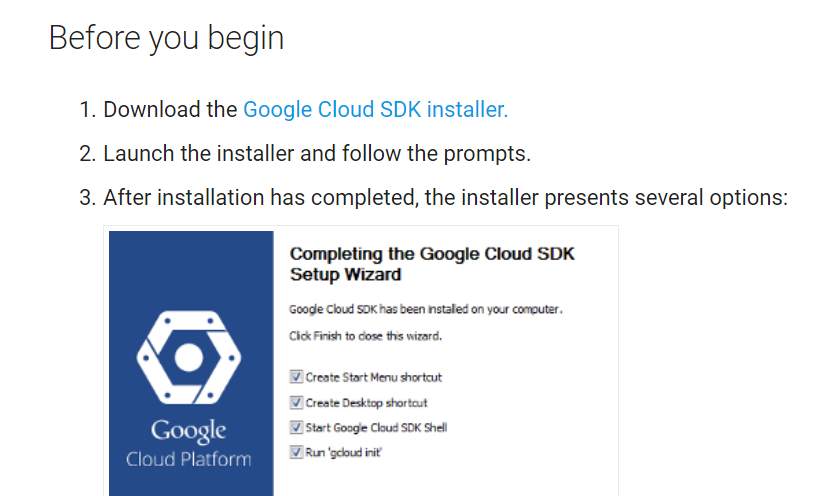 Before you begin
1. Download the Google Cloud SDK installer.
2. Launch the installer and follow the prompts.
3. After installation has completed, the installer presents several options:
Completing the Google Cloud SDK
Setup Wizard
Google Cloud SDK has been installed on your computer.
Click Finish to close this wizard.
Create Start Menu shortcut
Create Desktop shortcut
Start Google Cloud SDK Shell
Run 'gcloud init'
Google
Cloud Platform